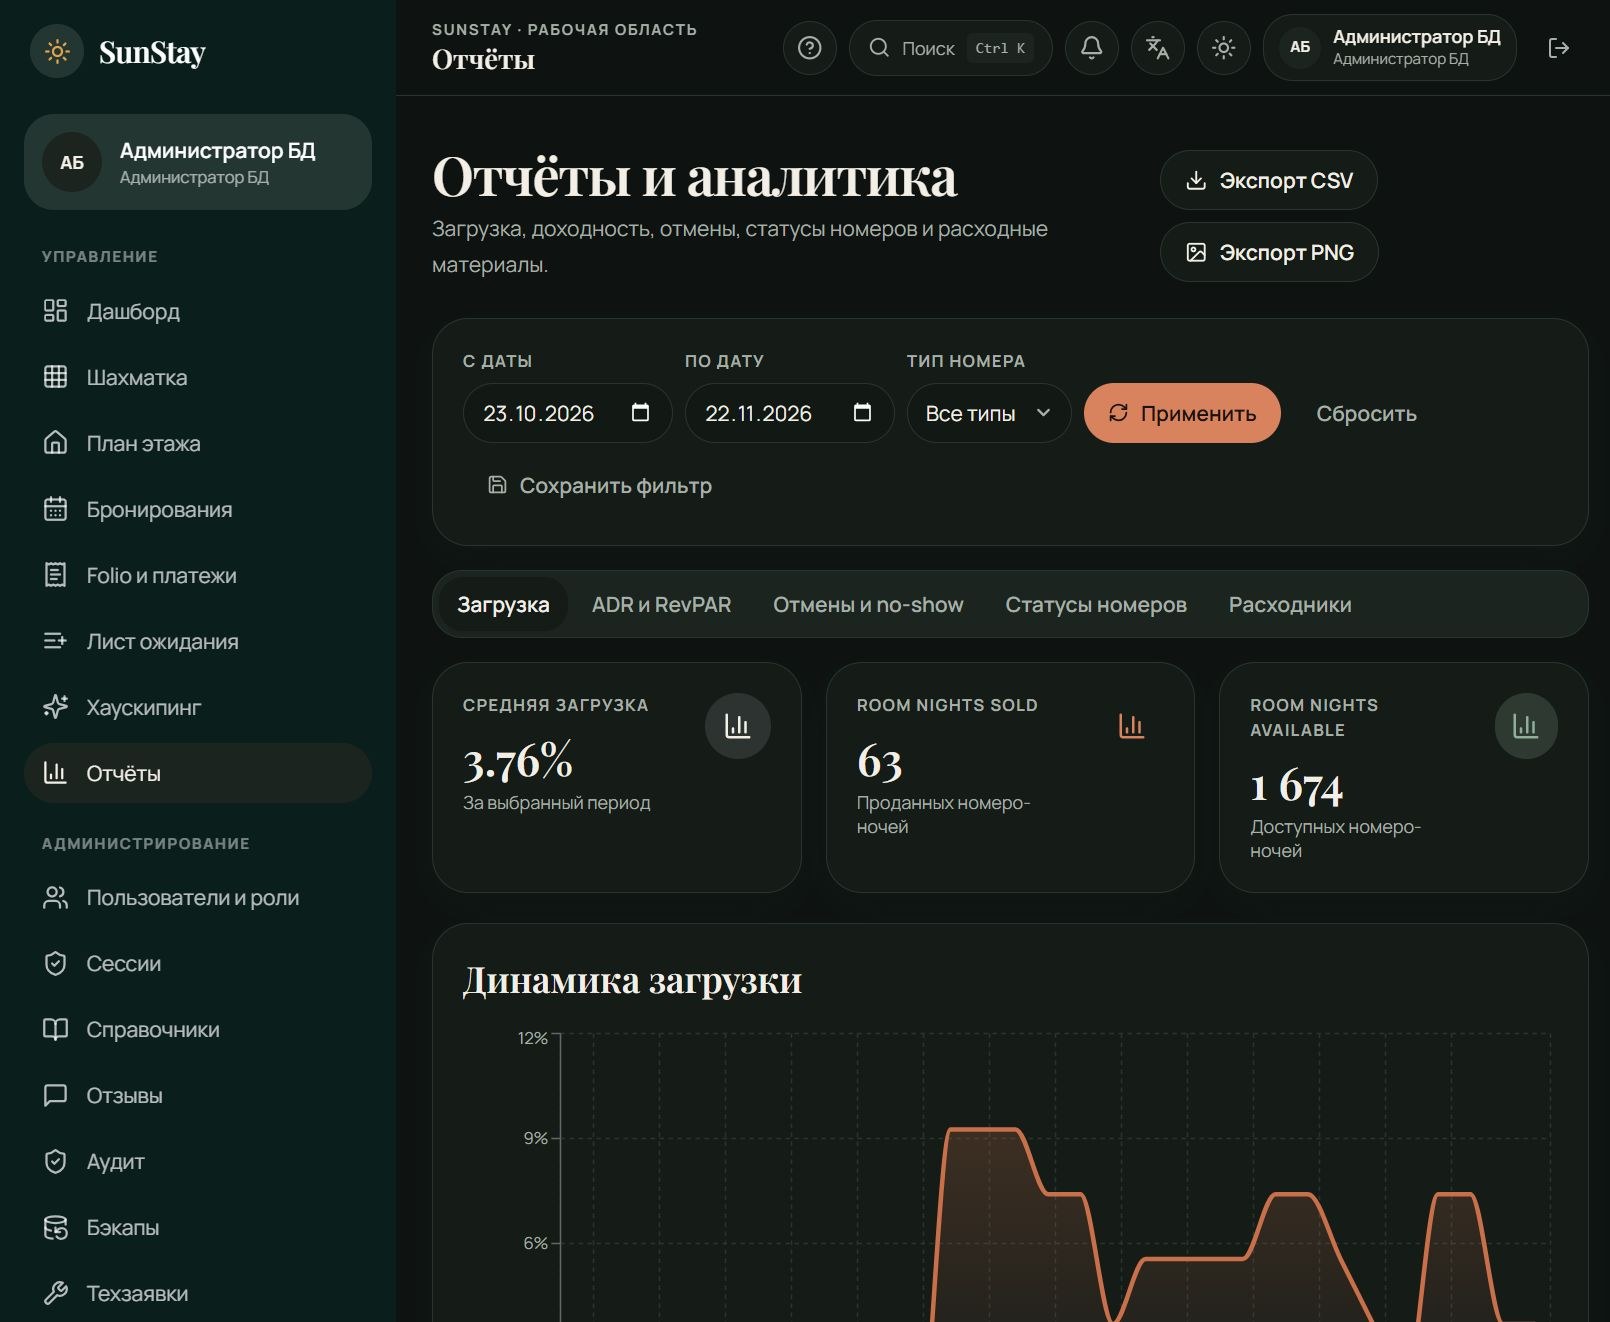 SunStay
АБ
Администратор БД
Администратор БД
УПРАВЛЕНИЕ
Дашборд
Шахматка
План этажа
Бронирования
Folio и платежи
Лист ожидания
Хаускипинг
Отчёты
АДМИНИСТРИРОВАНИЕ
Пользователи и роли
Сессии
Справочники
Отзывы
Аудит
Бэкапы
Техзаявки
SUNSTAY · РАБОЧАЯ ОБЛАСТЬ
Отчёты
Поиск Ctrl K
АБ
Администратор БД
Администратор БД
Отчёты и аналитика
Загрузка, доходность, отмены, статусы номеров и расходные
материалы.
Экспорт CSV
Экспорт PNG
С ДАТЫ ПО ДАТУ ТИП НОМЕРА
23.10.2026 22.11.2026 Все типы Применить Сбросить
Сохранить фильтр
Загрузка ADR и RevPAR Отмены и no-show Статусы номеров Расходники
СРЕДНЯЯ ЗАГРУЗКА
3.76%
За выбранный период
ROOM NIGHTS SOLD
63
Проданных номеро-
ночей
ROOM NIGHTS
AVAILABLE
1 674
Доступных номеро-
ночей
Динамика загрузки
12%
9%
6%